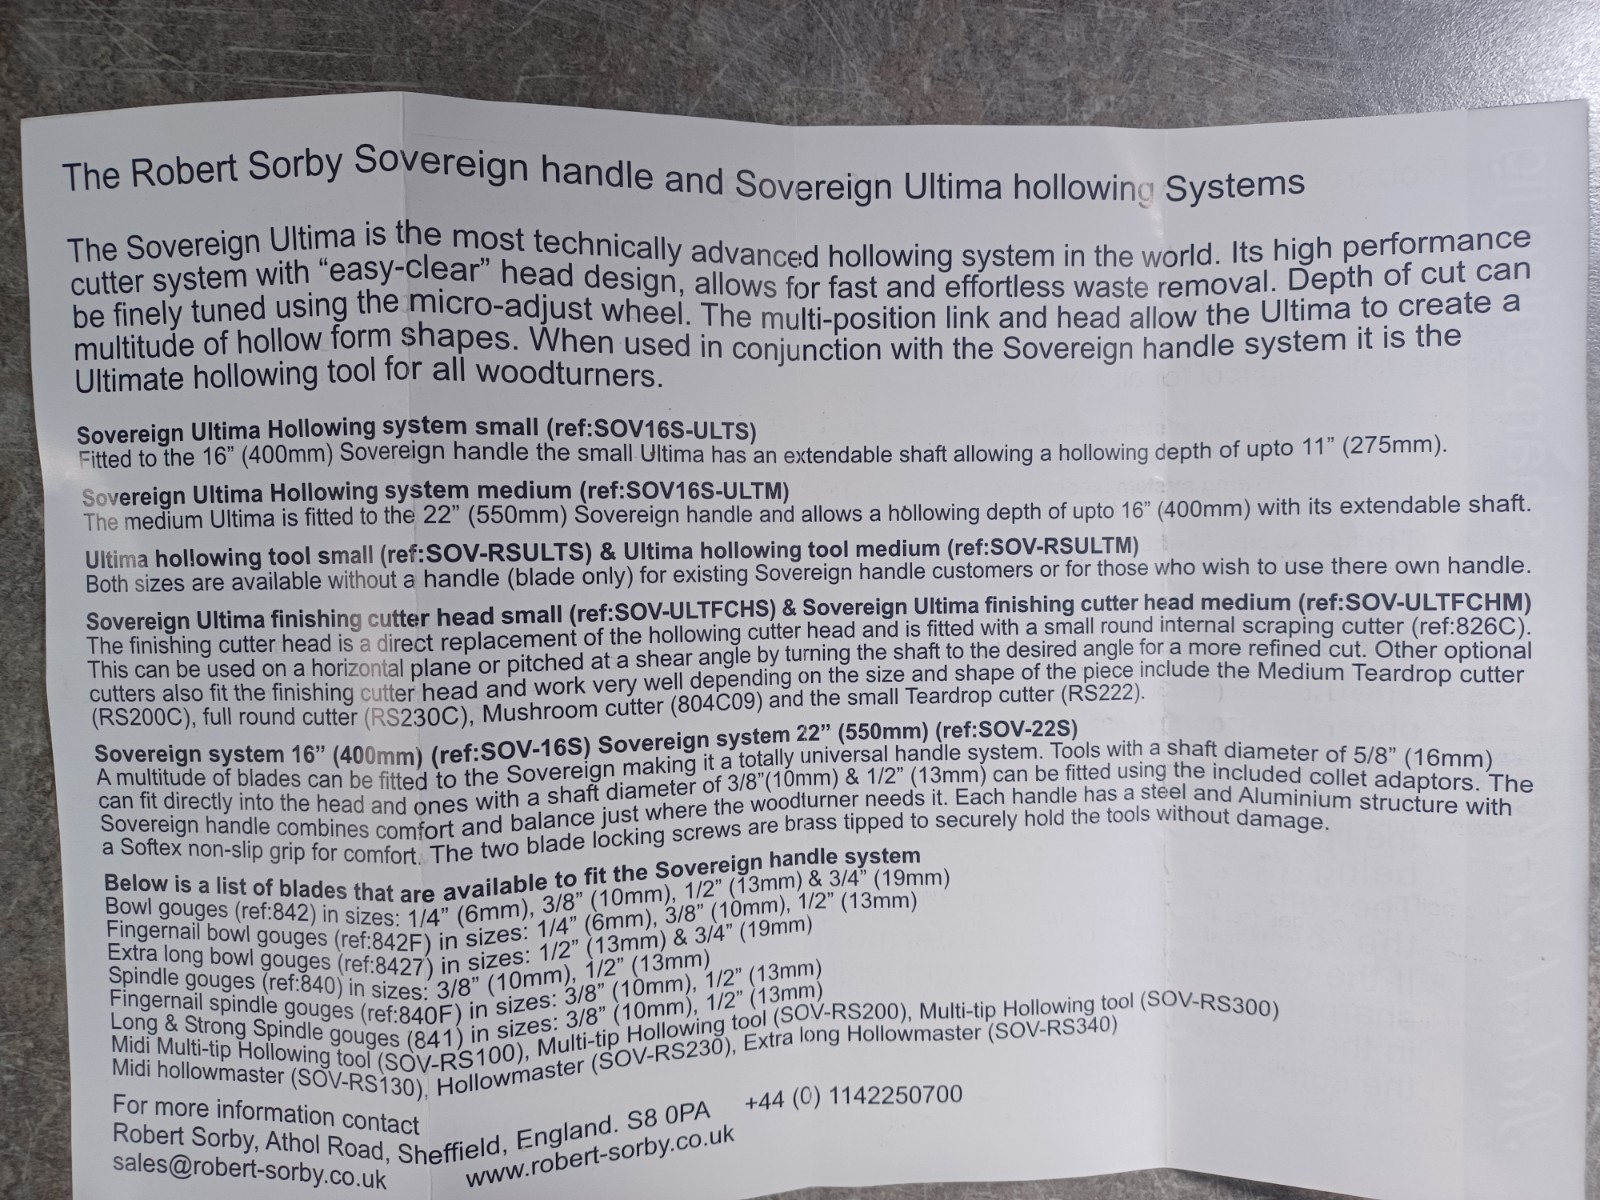 The Robert Sorby Sovereign handle and Sovereign Ultima hollowing Systems
The Sovereign Ultima is the most technically advanced hollowing system in the world. Its high performance
cutter system with “easy-clear” head design, allows for fast and effortless waste removal. Depth of cut can
be finely tuned using the micro-adjust wheel. The multi-position link and head allow the Ultima to create a
multitude of hollow form shapes. When used in conjunction with the Sovereign handle system it is the
Ultimate hollowing tool for all woodturners.
Sovereign Ultima Hollowing system small (ref:SOV16S-ULTS)
Fitted to the 16” (400mm) Sovereign handle the small Ultima has an extendable shaft allowing a hollowing depth of upto 11” (275mm).
Sovereign Ultima Hollowing system medium (ref:SOV16S-ULTM)
The medium Ultima is fitted to the 22” (550mm) Sovereign handle and allows a hollowing depth of upto 16” (400mm) with its extendable shaft.
Ultima hollowing tool small (ref:SOV-RSULTS) & Ultima hollowing tool medium (ref:SOV-RSULTM)
Both sizes are available without a handle (blade only) for existing Sovereign handle customers or for those who wish to use there own handle.
Sovereign Ultima finishing cutter head small (ref:SOV-ULTFCHS) & Sovereign Ultima finishing cutter head medium (ref:SOV-ULTFCHM)
The finishing cutter head is a direct replacement of the hollowing cutter head and is fitted with a small round internal scraping cutter (ref:826C).
This can be used on a horizontal plane or pitched at a shear angle by turning the shaft to the desired angle for a more refined cut. Other optional
cutters also fit the finishing cutter head and work very well depending on the size and shape of the piece include the Medium Teardrop cutter
(RS200C), full round cutter (RS230C), Mushroom cutter (804C09) and the small Teardrop cutter (RS222).
Sovereign system 16” (400mm) (ref:SOV-16S) Sovereign system 22” (550mm) (ref:SOV-22S)
A multitude of blades can be fitted to the Sovereign making it a totally universal handle system. Tools with a shaft diameter of 5/8” (16mm)
can fit directly into the head and ones with a shaft diameter of 3/8”(10mm) & 1/2” (13mm) can be fitted using the included collet adaptors. The
Sovereign handle combines comfort and balance just where the woodturner needs it. Each handle has a steel and Aluminium structure with
a Softex non-slip grip for comfort. The two blade locking screws are brass tipped to securely hold the tools without damage.
Below is a list of blades that are available to fit the Sovereign handle system
Bowl gouges (ref:842) in sizes: 1/4” (6mm), 3/8” (10mm), 1/2” (13mm) & 3/4” (19mm)
Fingernail bowl gouges (ref:842F) in sizes: 1/4” (6mm), 3/8” (10mm), 1/2” (13mm)
Extra long bowl gouges (ref:8427) in sizes: 1/2” (13mm) & 3/4” (19mm)
Spindle gouges (ref:840) in sizes: 3/8” (10mm), 1/2” (13mm)
Fingernail spindle gouges (ref:840F) in sizes: 3/8” (10mm), 1/2” (13mm)
Long & Strong Spindle gouges (841) in sizes: 3/8” (10mm), 1/2” (13mm)
Midi Multi-tip Hollowing tool (SOV-RS100), Multi-tip Hollowing tool (SOV-RS200), Multi-tip Hollowing tool (SOV-RS300)
Midi hollowmaster (SOV-RS130), Hollowmaster (SOV-RS230), Extra long Hollowmaster (SOV-RS340)
For more information contact
Robert Sorby, Athol Road, Sheffield, England. S8 0PA +44 (0) 1142250700
sales@robert-sorby.co.uk www.robert-sorby.co.uk